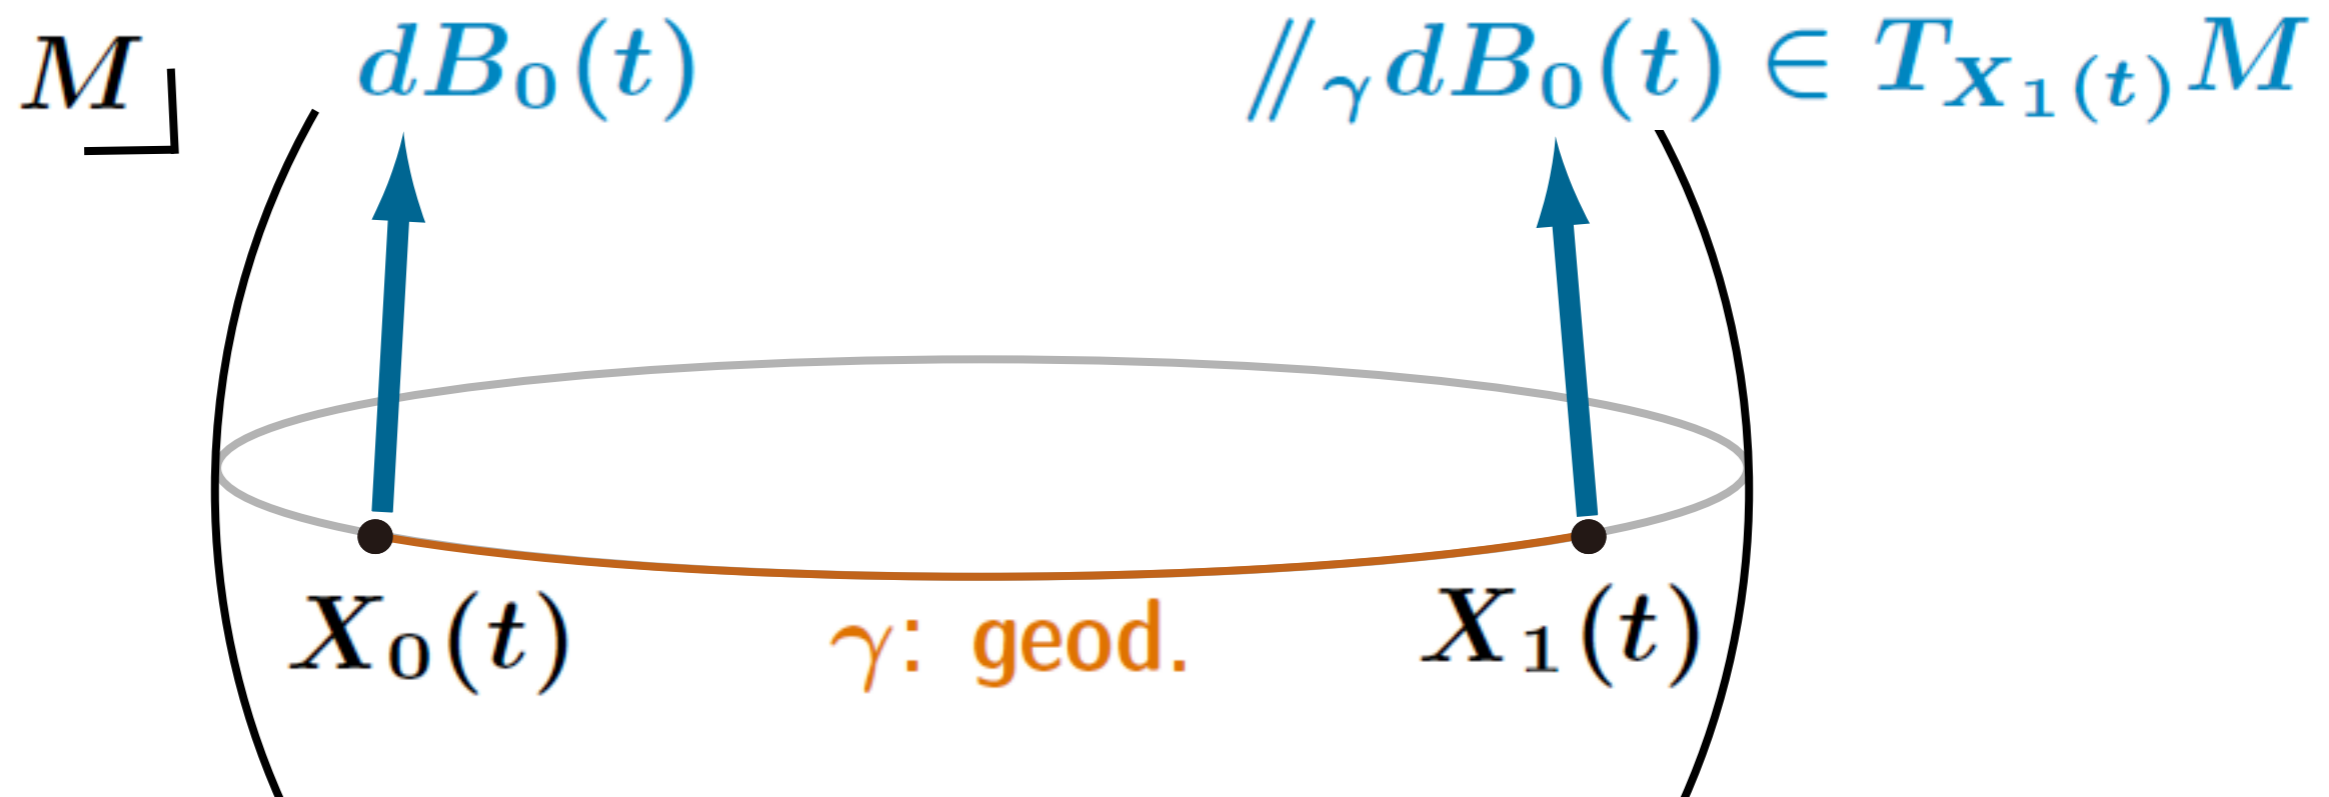 M
dB₀(t)
//γ dB₀(t) ∈ T_{X₁(t)}M
X₀(t)
γ: geod.
X₁(t)